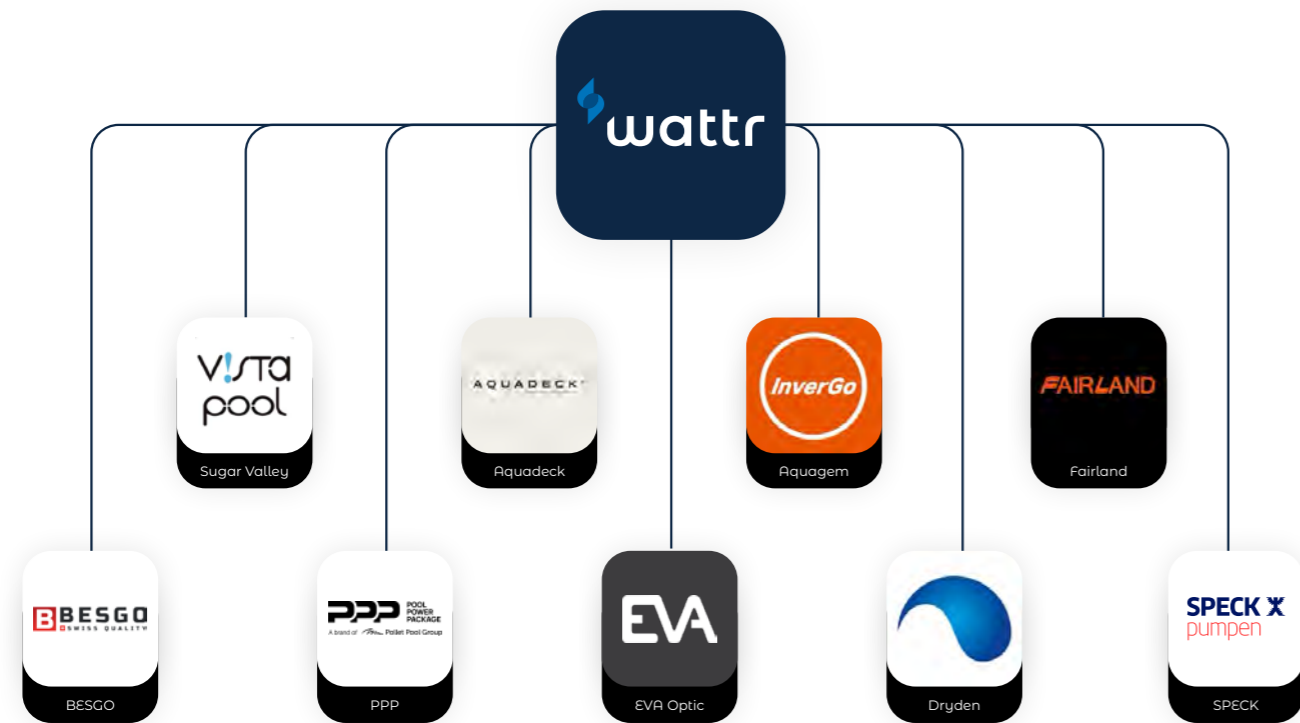 wattr
V!STA
pool
Sugar Valley
AQUADECK
Aquadeck
InverGo
Aquagem
FAIRLAND
Fairland
B BESGO
SWISS QUALITY
BESGO
PPP POOL
POWER
PACKAGE
A brand of Pollet Pool Group
PPP
EVA
EVA Optic
Dryden
SPECK
pumpen
SPECK